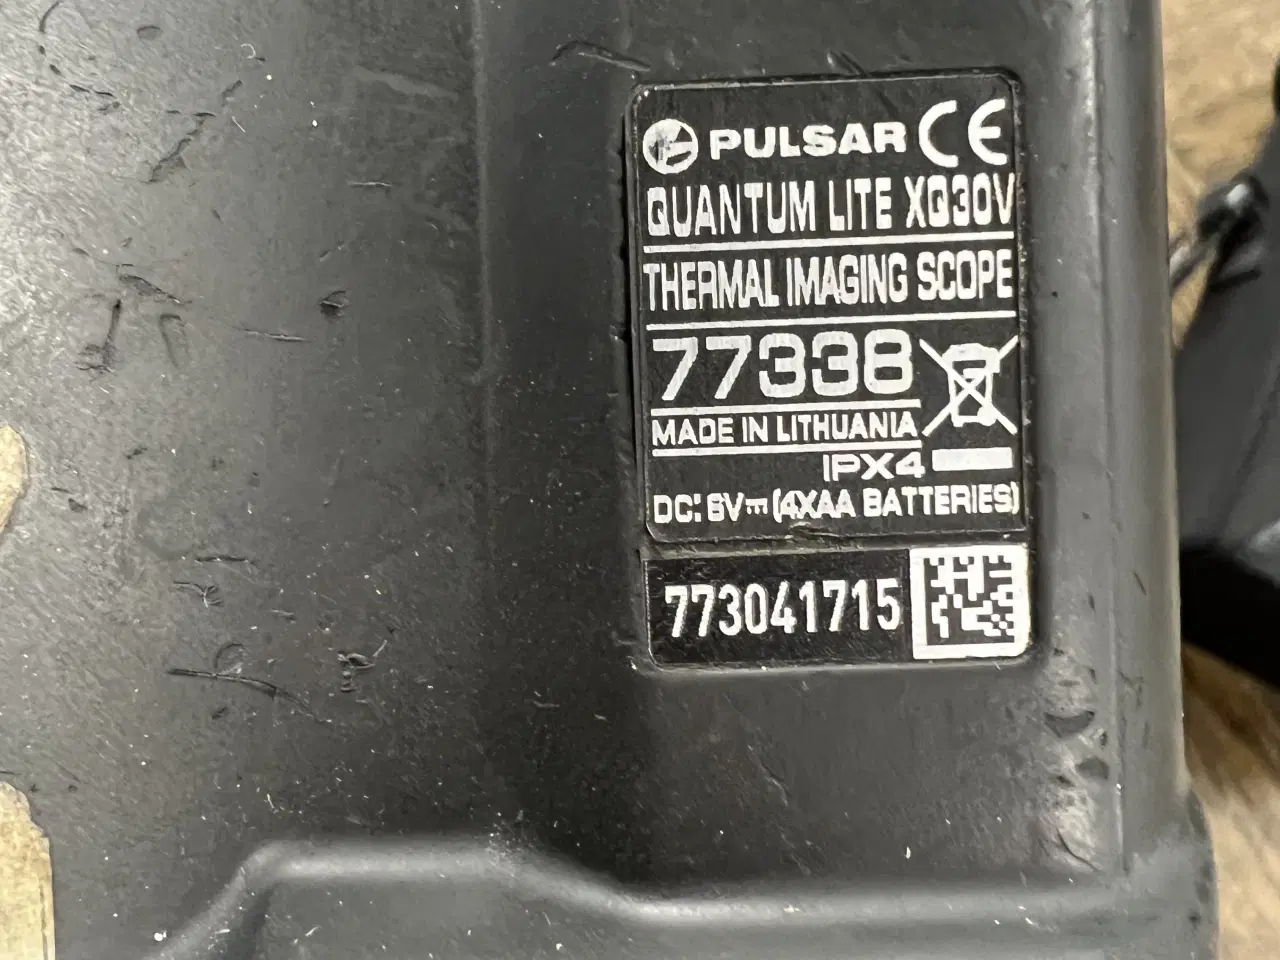 PULSAR CE
QUANTUM LITE XQ30V
THERMAL IMAGING SCOPE
77338
MADE IN LITHUANIA
IPX4
DC: 6V⎓(4XAA BATTERIES)
773041715